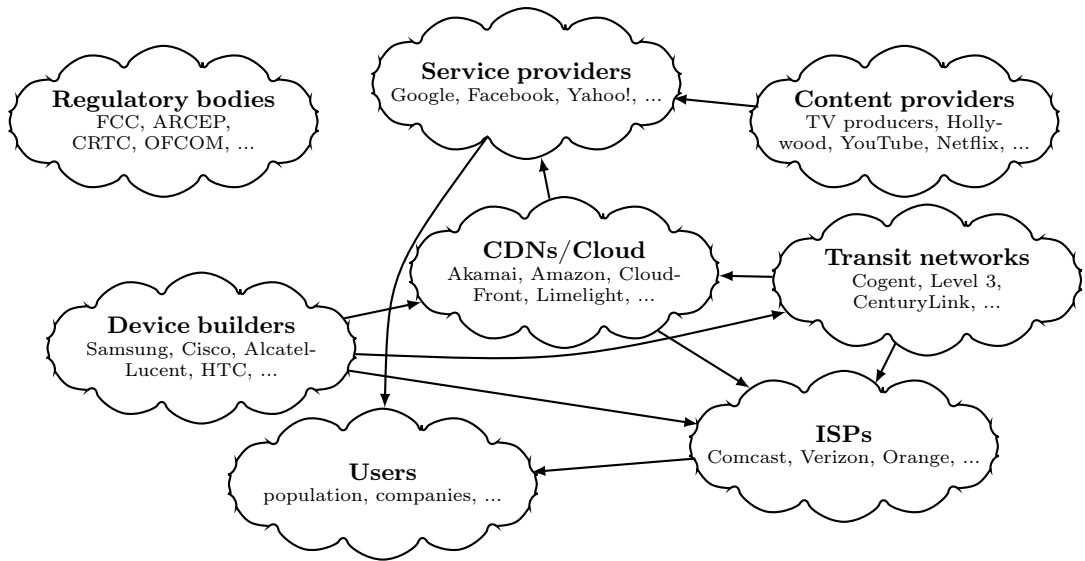 Regulatory bodies
FCC, ARCEP,
CRTC, OFCOM, ...
Service providers
Google, Facebook, Yahoo!, ...
Content providers
TV producers, Holly-
wood, YouTube, Netflix, ...
CDNs/Cloud
Akamai, Amazon, Cloud-
Front, Limelight, ...
Transit networks
Cogent, Level 3,
CenturyLink, ...
Device builders
Samsung, Cisco, Alcatel-
Lucent, HTC, ...
Users
population, companies, ...
ISPs
Comcast, Verizon, Orange, ...